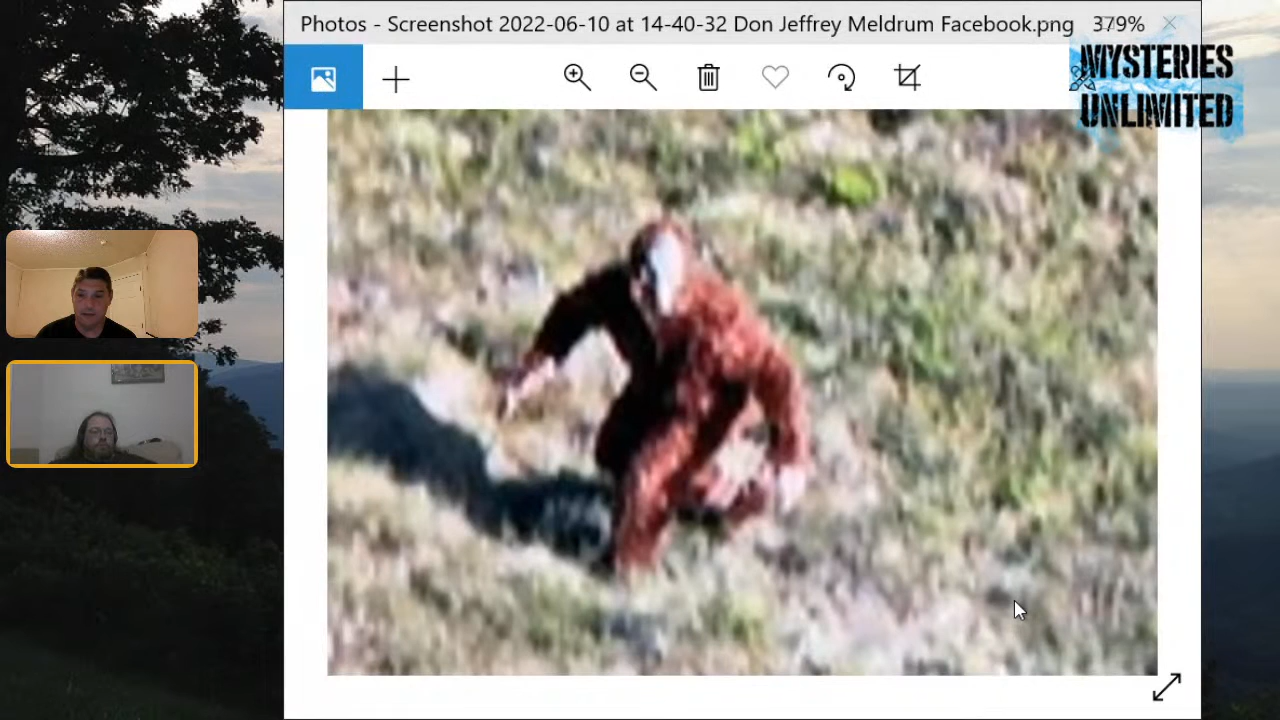 Photos - Screenshot 2022-06-10 at 14-40-32 Don Jeffrey Meldrum Facebook.png 379%
MYSTERIES
UNLIMITED